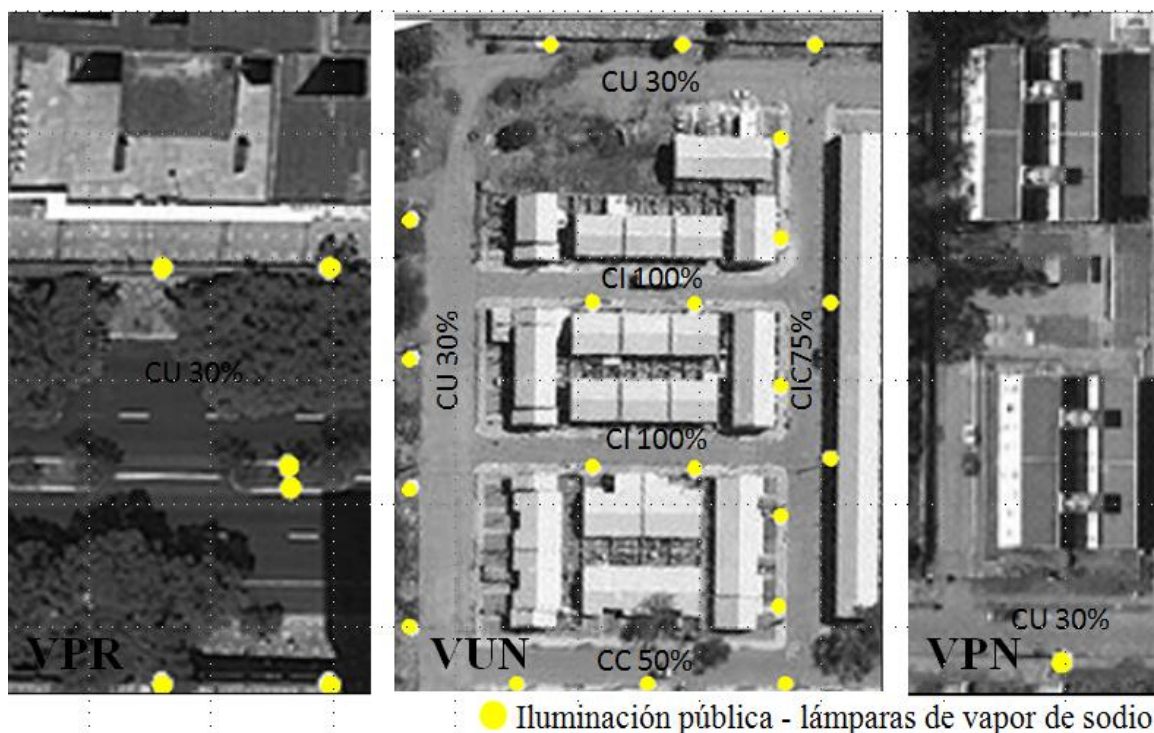 CU 30%
VPR
CU 30%
CI 100%
CU 30%
CIC75%
CI 100%
CC 50%
VUN
CU 30%
VPN
Iluminación pública - lámparas de vapor de sodio